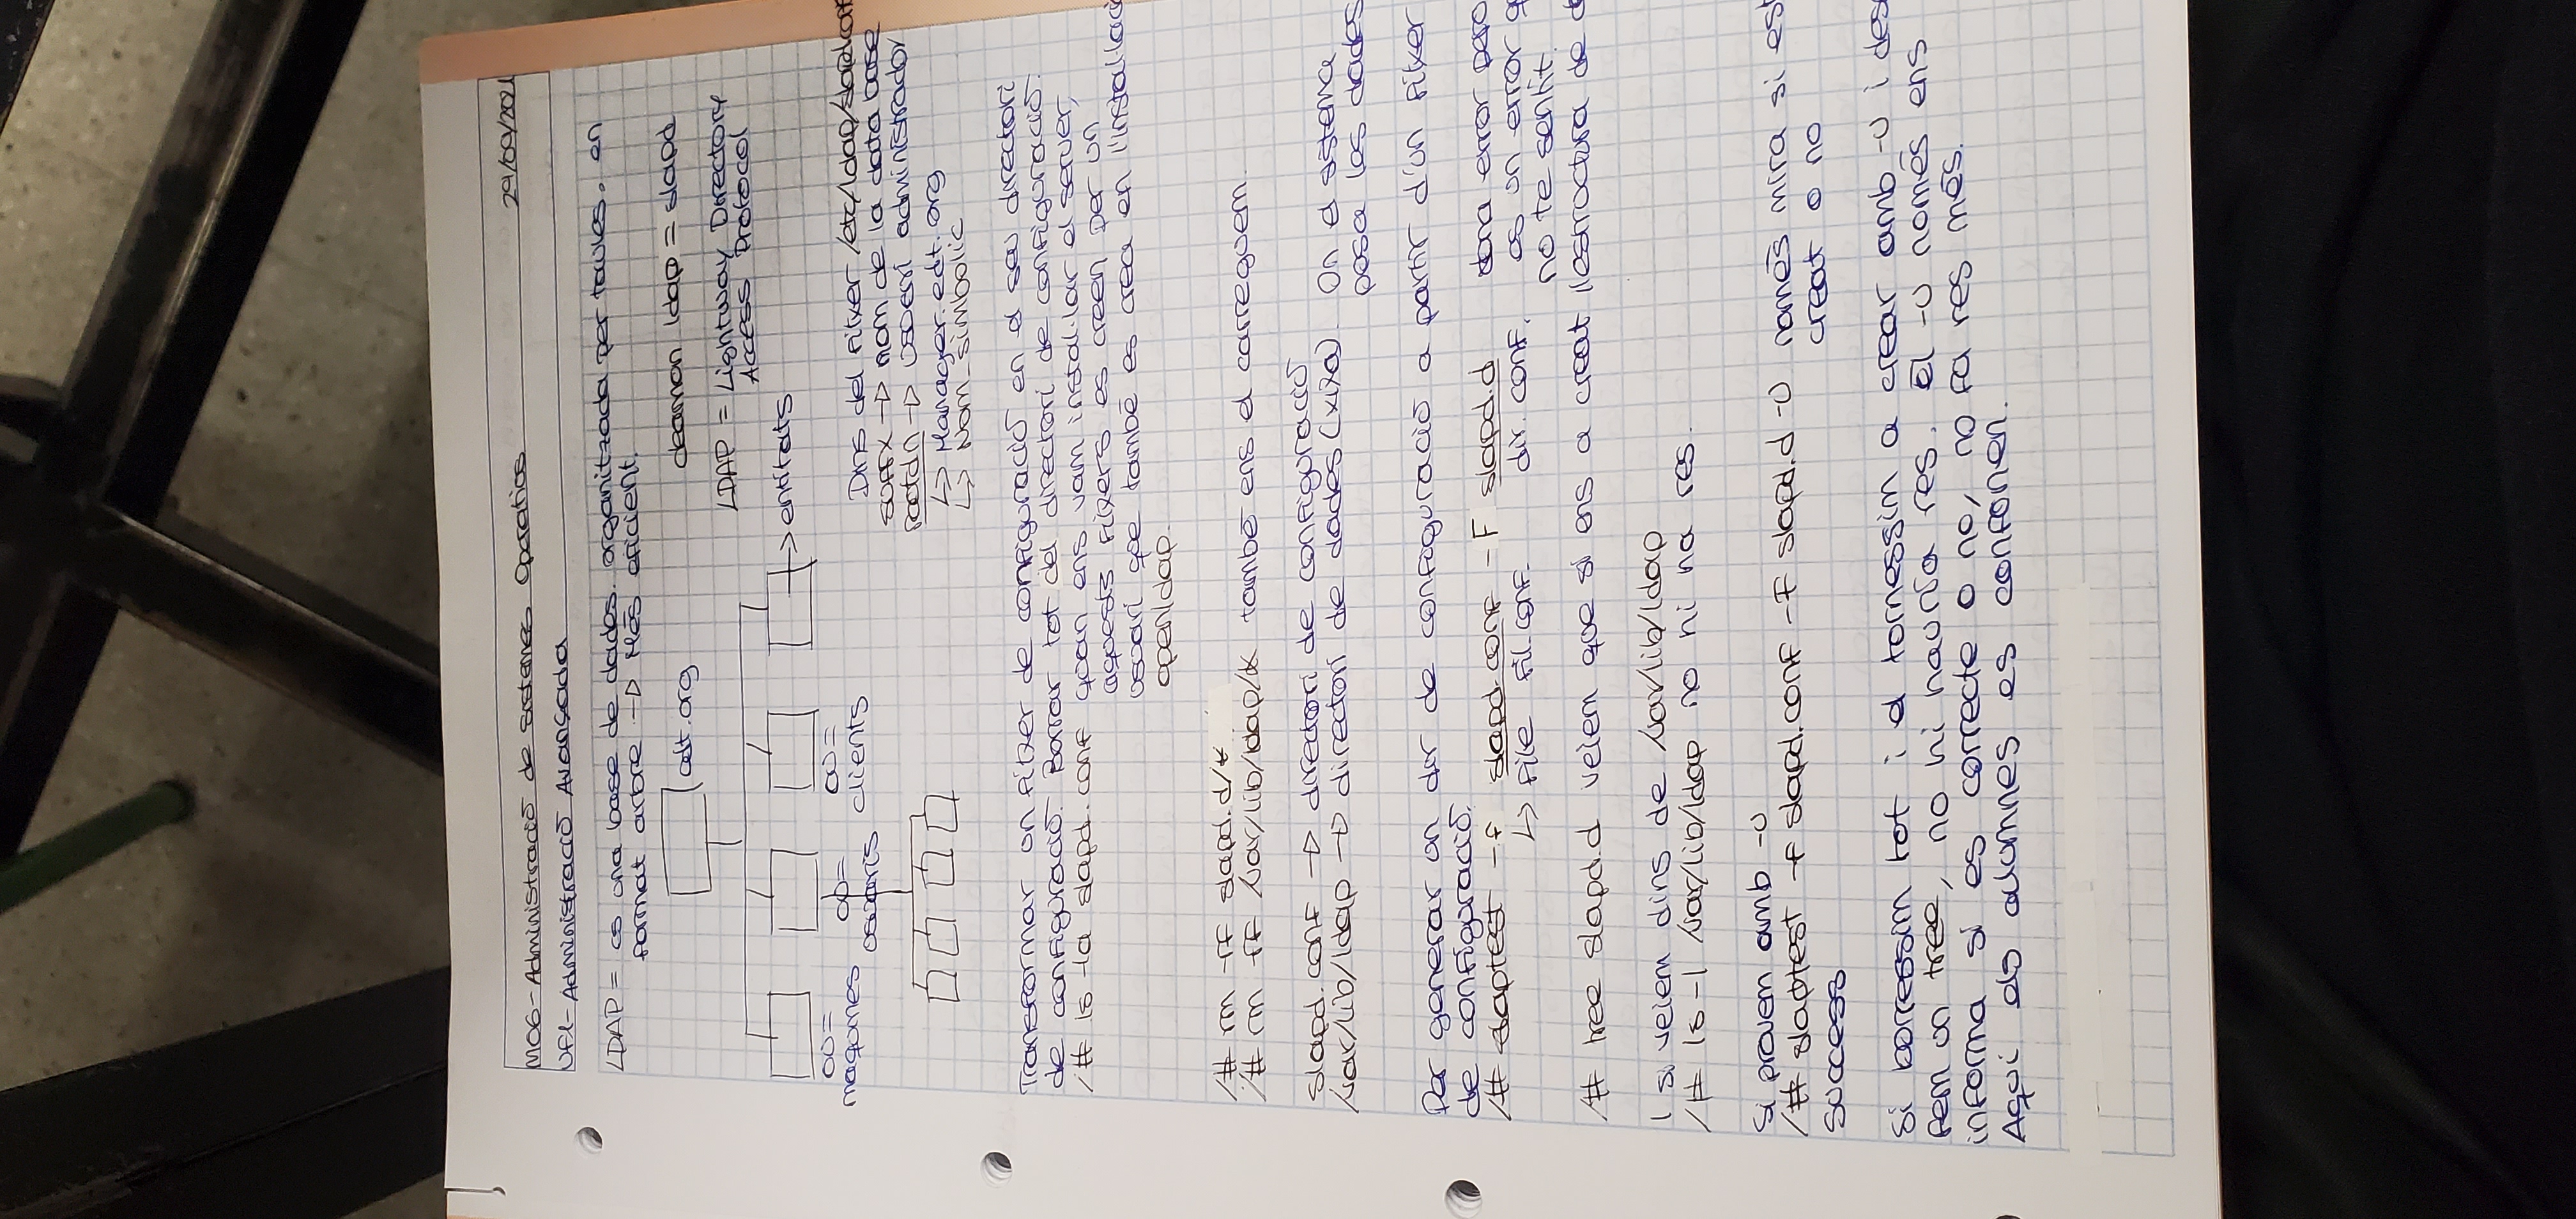 M06-Administració de Sistemes Operatius 29/09/2021
UF1-Administració Avançada
LDAP = es una base de dades. organitzada per taules. en
format arbre → Més eficient.
edt.org
deamon ldap = slapd
LDAP = Lightway Directory
Access Protocol
→ entitats
ou=
maquines
ou=
usuaris
ou=
clients
Dins del fitxer /etc/ldap/slapd.conf
suffx → nom de la data base
rootdn → usuerí administrador
↳ Manager.edt.org
↳ Nom_simbolic
Transformar un fitxer de configuració en el seu directori
de configuració. Borrar tot del directori de configuració.
/# ls -la slapd.conf quan ens vam instal.lar el server,
aquests fixers es creen per un
usuari que també es crea en l'instal.lació
openldap.
/# rm -rf slapd.d/*
/# rm rf /var/lib/ldap/* també ens el carreguem.
slapd.conf → directori de configuració
/var/lib/ldap → directori de dades (xixa). On el sistema
posa les dades
Per generar un dir de configuració a partir d'un fitxer
de configuració.
/# slaptest -f slapd.conf -F slapd.d dona error pero
↳ file fil.conf. dir. conf. es un error q
no te sentit.
/# tree slapd.d veiem que si ens a creat l'estructura de d
I si veiem dins de /var/lib/ldap
/# ls -l /var/lib/ldap no hi ha res.
Si provem amb -u
/# slaptest -f slapd.conf -F slapd.d -u només mira si est
creat o no
success
Si borressim tot i el tornessim a crear amb -u i des
fem un tree, no hi hauria res. El -u només ens
informa si es correcte o no, no fa res més.
Aqui els alumnes es confonen.